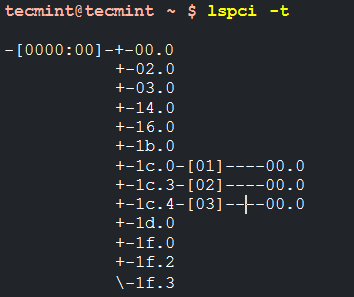 tecmint@tecmint ~ $ lspci -t
-[0000:00]-+-00.0
+-02.0
+-03.0
+-14.0
+-16.0
+-1b.0
+-1c.0-[01]----00.0
+-1c.3-[02]----00.0
+-1c.4-[03]----00.0
+-1d.0
+-1f.0
+-1f.2
\-1f.3